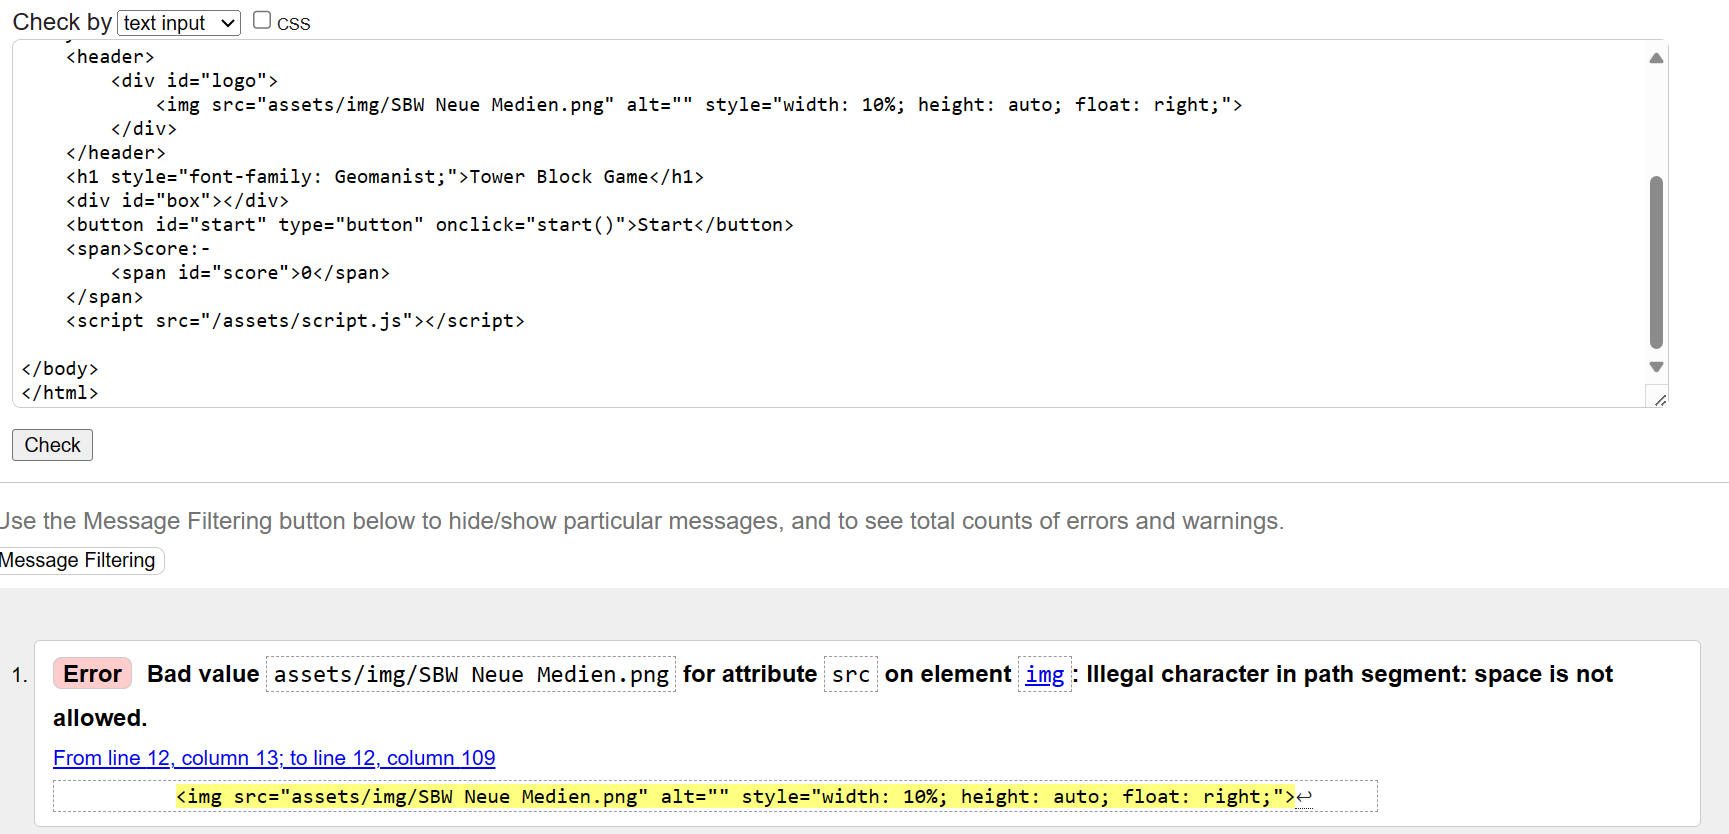 Check by text input CSS
<header>
<div id="logo">
<img src="assets/img/SBW Neue Medien.png" alt="" style="width: 10%; height: auto; float: right;">
</div>
</header>
<h1 style="font-family: Geomanist;">Tower Block Game</h1>
<div id="box"></div>
<button id="start" type="button" onclick="start()">Start</button>
<span>Score:-
<span id="score">0</span>
</span>
<script src="/assets/script.js"></script>
</body>
</html>
Check
Use the Message Filtering button below to hide/show particular messages, and to see total counts of errors and warnings.
Message Filtering
1. Error Bad value assets/img/SBW Neue Medien.png for attribute src on element img: Illegal character in path segment: space is not
allowed.
From line 12, column 13; to line 12, column 109
<img src="assets/img/SBW Neue Medien.png" alt="" style="width: 10%; height: auto; float: right;">↩